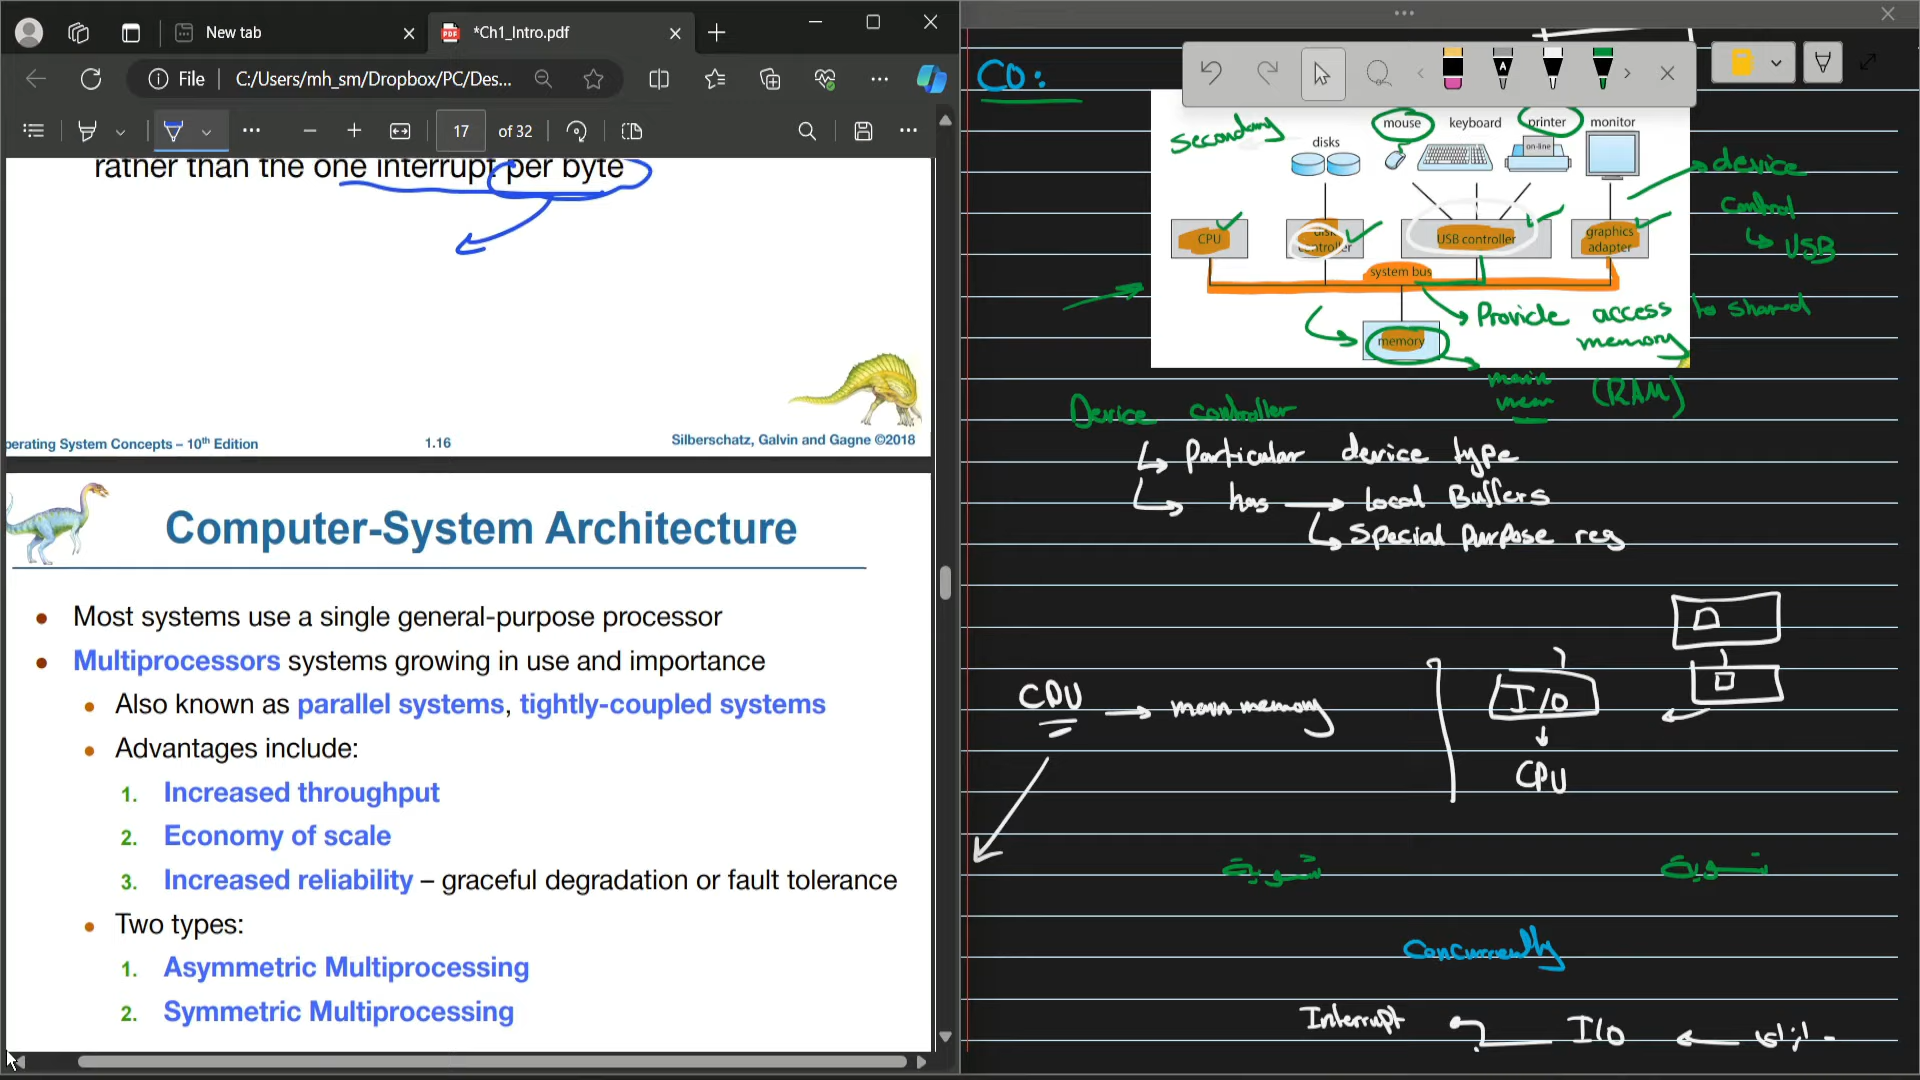 New tab
*Ch1_Intro.pdf
File
C:/Users/mh_sm/Dropbox/PC/Des...
17 of 32
rather than the one interrupt per byte
perating System Concepts – 10th Edition
1.16
Silberschatz, Galvin and Gagne ©2018
Computer-System Architecture
Most systems use a single general-purpose processor
Multiprocessors systems growing in use and importance
Also known as parallel systems, tightly-coupled systems
Advantages include:
1. Increased throughput
2. Economy of scale
3. Increased reliability – graceful degradation or fault tolerance
Two types:
1. Asymmetric Multiprocessing
2. Symmetric Multiprocessing
CO:
Secondary
mouse keyboard printer monitor
disks
on-line
device
control
USB
CPU
disk controller
USB controller
graphics adapter
system bus
Provide access to shared
memory
memory
main
mem
(RAM)
Device controller
Particular device type
has → Local Buffers
Special Purpose reg
CPU → main memory
I/O
CPU
Concurrently
Interrupt
I/O